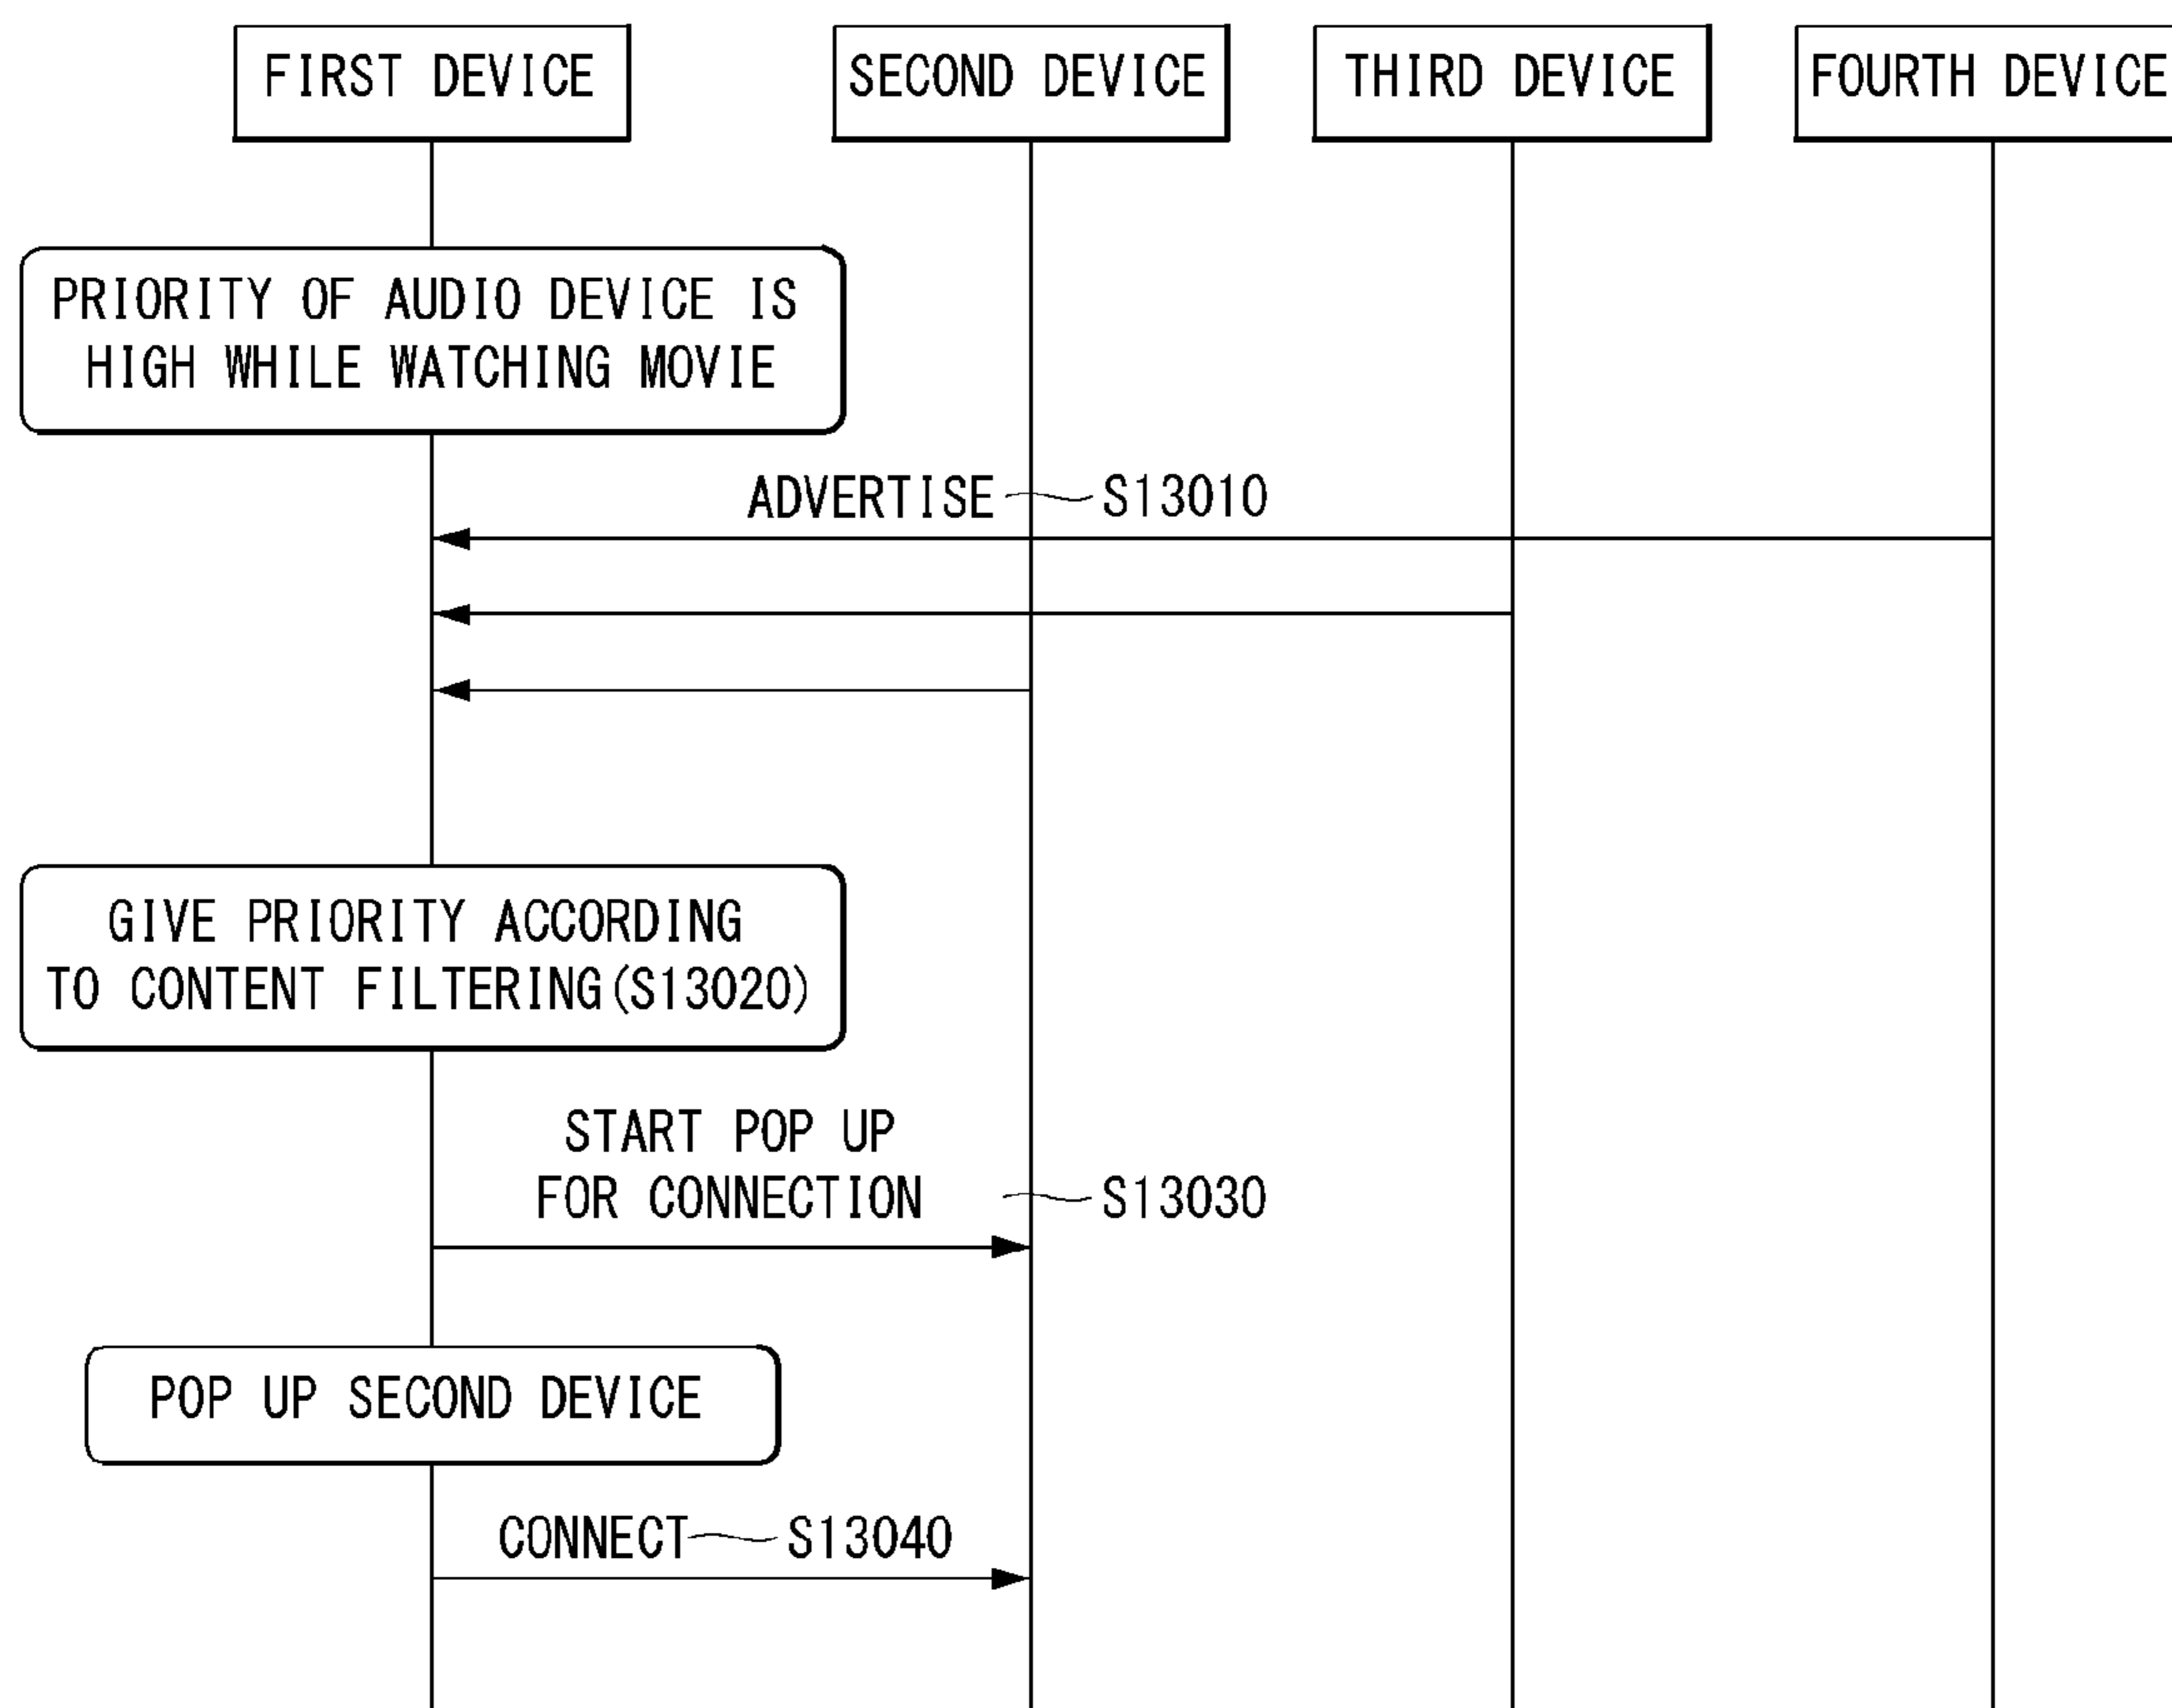 FIRST DEVICE
SECOND DEVICE
THIRD DEVICE
FOURTH DEVICE
PRIORITY OF AUDIO DEVICE IS
HIGH WHILE WATCHING MOVIE
ADVERTISE
S13010
GIVE PRIORITY ACCORDING
TO CONTENT FILTERING(S13020)
START POP UP
FOR CONNECTION
S13030
POP UP SECOND DEVICE
CONNECT
S13040